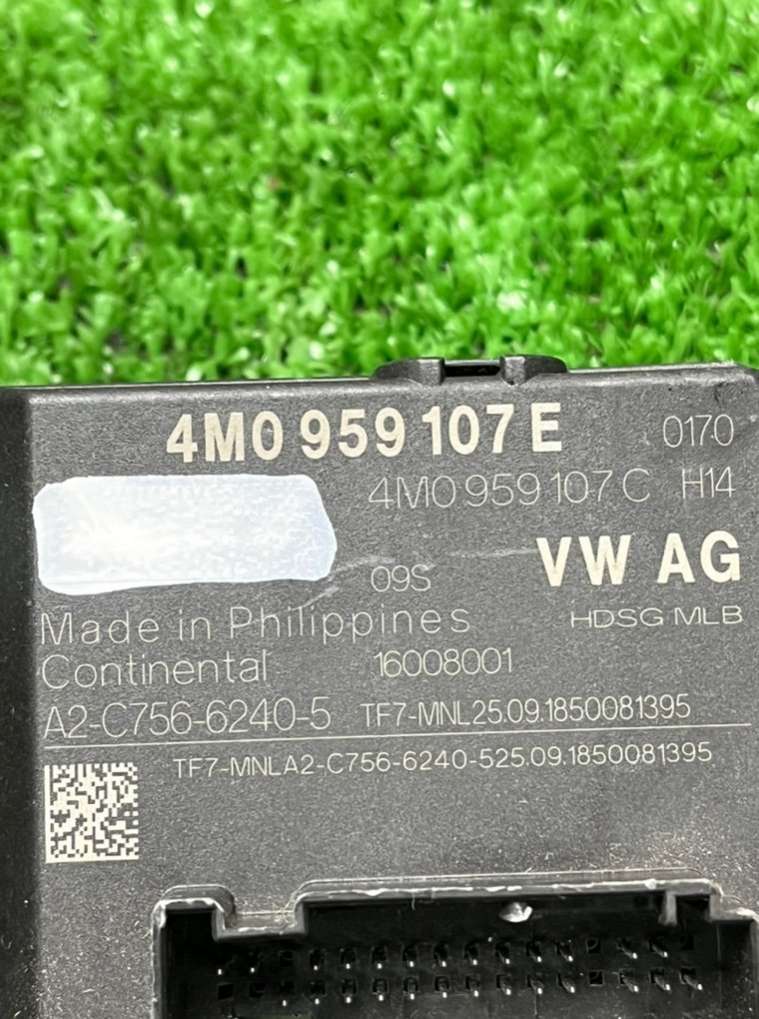 4M0 959 107 E 0170
4M0 959 107 C H14
09S VW AG
Made in Philippines HDSG MLB
Continental 16008001
A2-C756-6240-5 TF7-MNL25.09.1850081395
TF7-MNLA2-C756-6240-525.09.1850081395